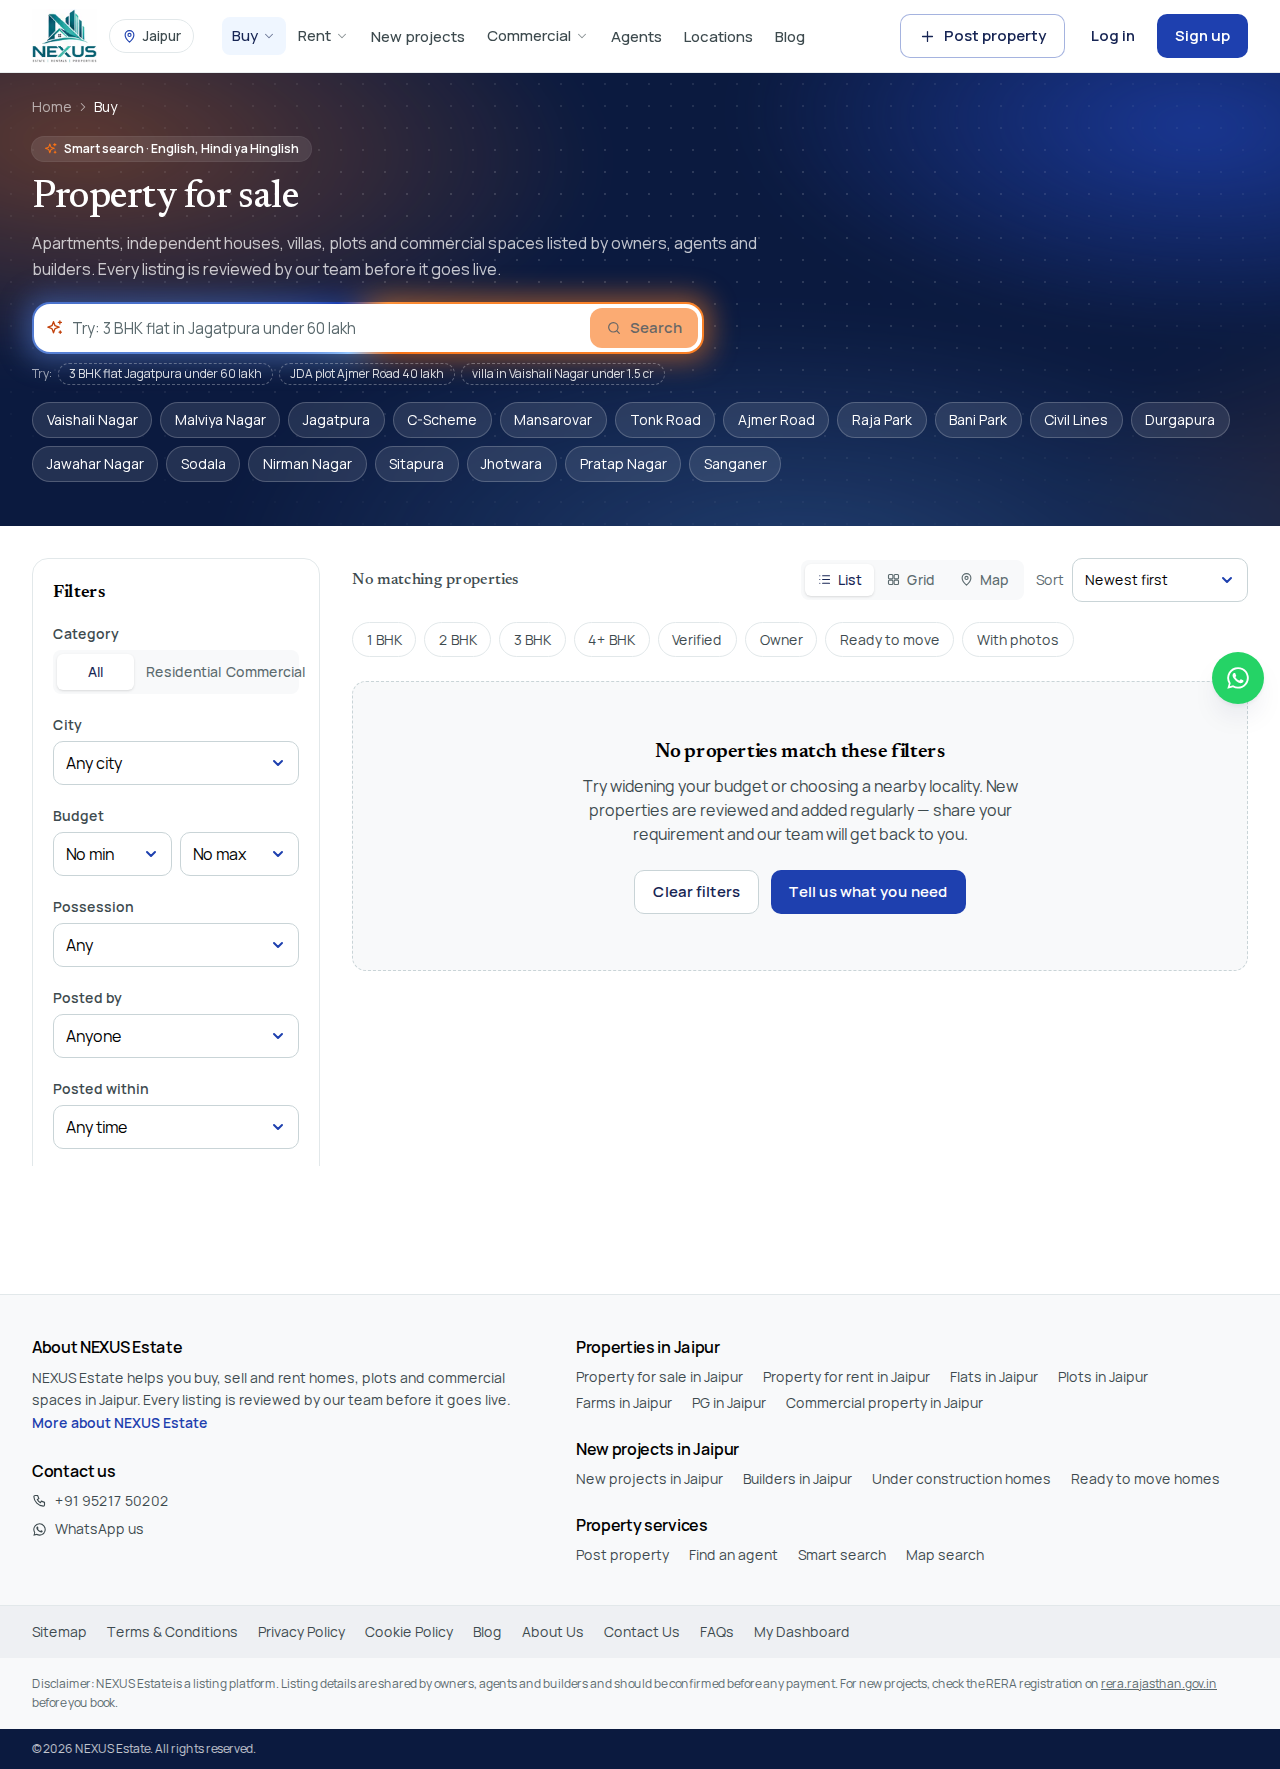 NEXUS
Jaipur
Buy
Rent
New projects
Commercial
Agents
Locations
Blog
Post property
Log in
Sign up
Home
Buy
Smart search · English, Hindi ya Hinglish
Property for sale
Apartments, independent houses, villas, plots and commercial spaces listed by owners, agents and
builders. Every listing is reviewed by our team before it goes live.
Try: 3 BHK flat in Jagatpura under 60 lakh
Search
Try:
3 BHK flat Jagatpura under 60 lakh
JDA plot Ajmer Road 40 lakh
villa in Vaishali Nagar under 1.5 cr
Vaishali Nagar
Malviya Nagar
Jagatpura
C-Scheme
Mansarovar
Tonk Road
Ajmer Road
Raja Park
Bani Park
Civil Lines
Durgapura
Jawahar Nagar
Sodala
Nirman Nagar
Sitapura
Jhotwara
Pratap Nagar
Sanganer
Filters
Category
All
Residential
Commercial
City
Any city
Budget
No min
No max
Possession
Any
Posted by
Anyone
Posted within
Any time
No matching properties
List
Grid
Map
Sort
Newest first
1 BHK
2 BHK
3 BHK
4+ BHK
Verified
Owner
Ready to move
With photos
No properties match these filters
Try widening your budget or choosing a nearby locality. New
properties are reviewed and added regularly — share your
requirement and our team will get back to you.
Clear filters
Tell us what you need
About NEXUS Estate
NEXUS Estate helps you buy, sell and rent homes, plots and commercial
spaces in Jaipur. Every listing is reviewed by our team before it goes live.
More about NEXUS Estate
Contact us
+91 95217 50202
WhatsApp us
Properties in Jaipur
Property for sale in Jaipur
Property for rent in Jaipur
Flats in Jaipur
Plots in Jaipur
Farms in Jaipur
PG in Jaipur
Commercial property in Jaipur
New projects in Jaipur
New projects in Jaipur
Builders in Jaipur
Under construction homes
Ready to move homes
Property services
Post property
Find an agent
Smart search
Map search
Sitemap
Terms & Conditions
Privacy Policy
Cookie Policy
Blog
About Us
Contact Us
FAQs
My Dashboard
Disclaimer: NEXUS Estate is a listing platform. Listing details are shared by owners, agents and builders and should be confirmed before any payment. For new projects, check the RERA registration on rera.rajasthan.gov.in
before you book.
© 2026 NEXUS Estate. All rights reserved.